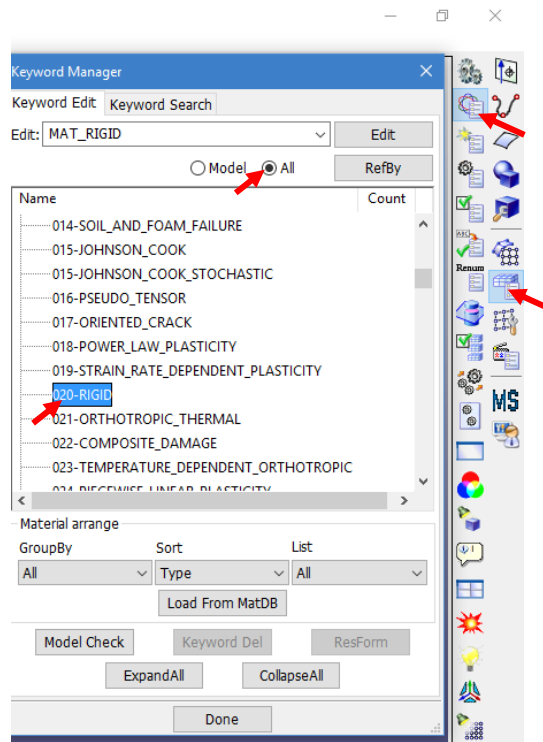 Keyword Manager
Keyword Edit Keyword Search
Edit: MAT_RIGID Edit
Model All RefBy
Name Count
014-SOIL_AND_FOAM_FAILURE
015-JOHNSON_COOK
015-JOHNSON_COOK_STOCHASTIC
016-PSEUDO_TENSOR
017-ORIENTED_CRACK
018-POWER_LAW_PLASTICITY
019-STRAIN_RATE_DEPENDENT_PLASTICITY
020-RIGID
021-ORTHOTROPIC_THERMAL
022-COMPOSITE_DAMAGE
023-TEMPERATURE_DEPENDENT_ORTHOTROPIC
024-PIECEWISE_LINEAR_PLASTICITY
Material arrange
GroupBy Sort List
All Type All
Load From MatDB
Model Check Keyword Del ResForm
ExpandAll CollapseAll
Done
Renum
MS